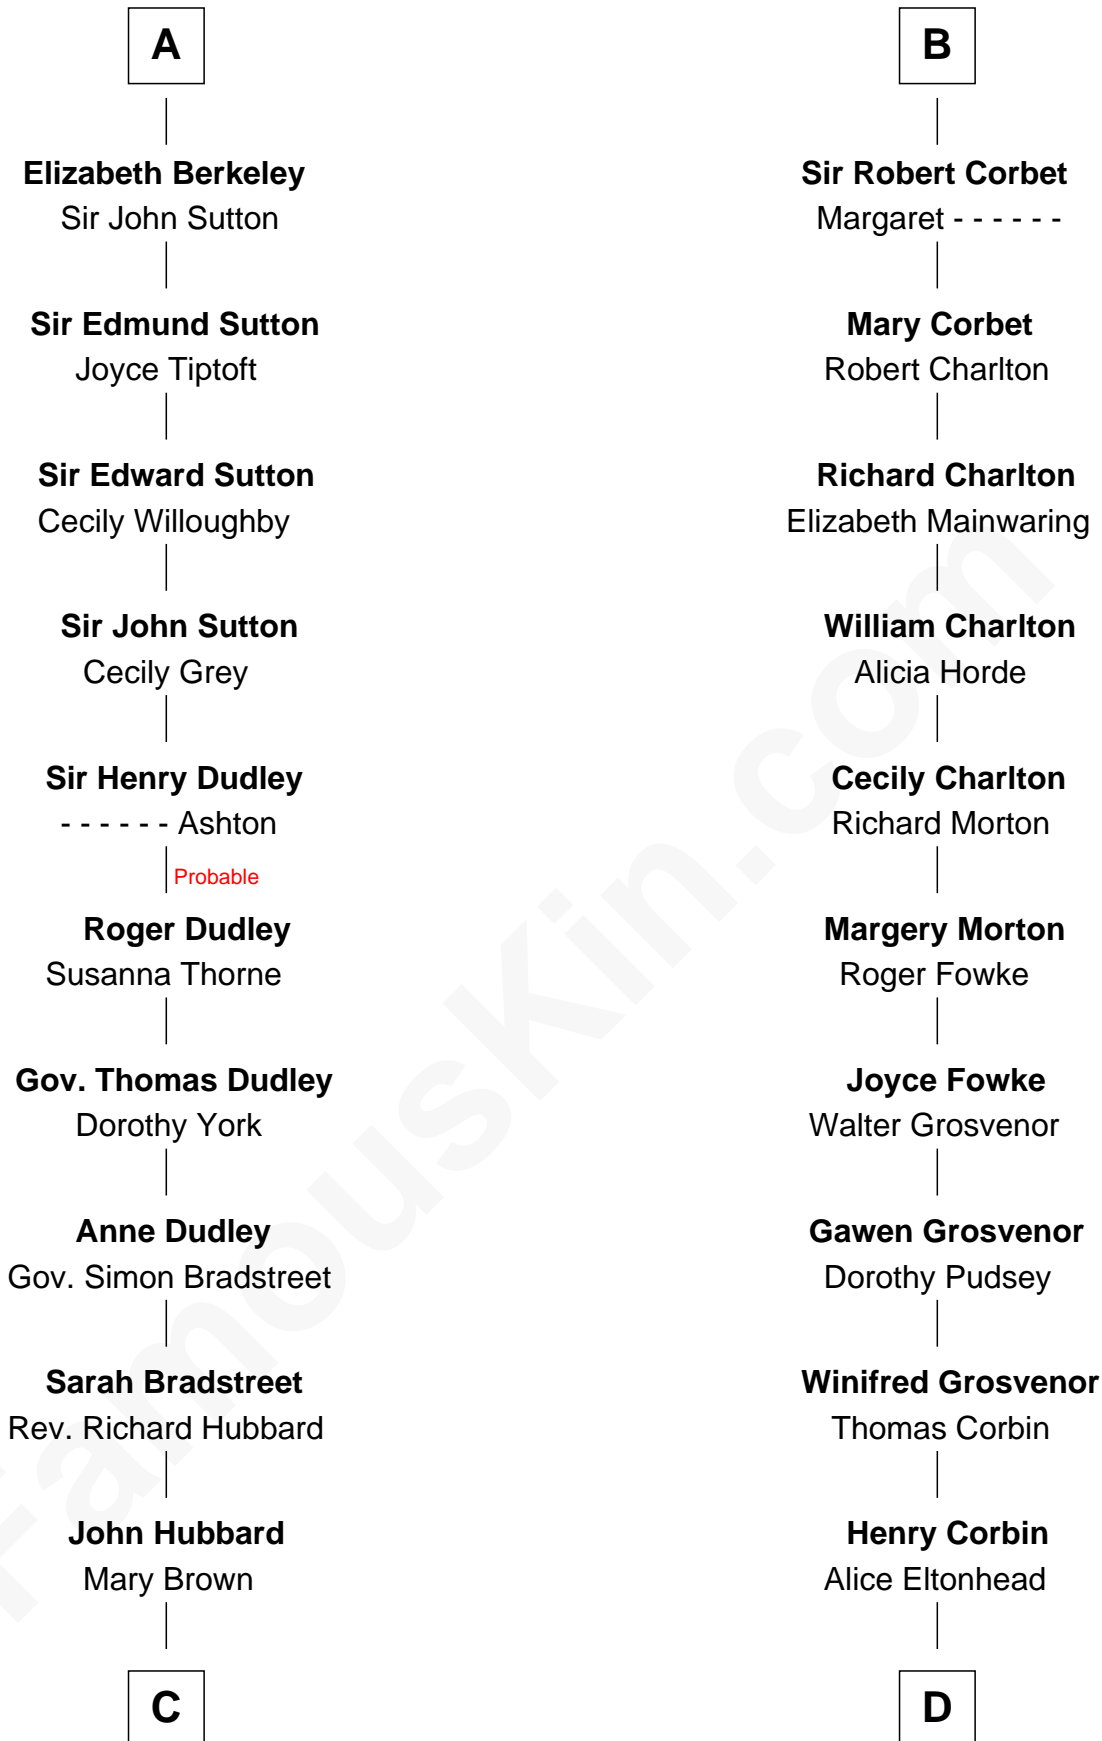 A
Elizabeth Berkeley
Sir John Sutton
Sir Edmund Sutton
Joyce Tiptoft
Sir Edward Sutton
Cecily Willoughby
Sir John Sutton
Cecily Grey
Sir Henry Dudley
- - - - - - Ashton
Probable
Roger Dudley
Susanna Thorne
Gov. Thomas Dudley
Dorothy York
Anne Dudley
Gov. Simon Bradstreet
Sarah Bradstreet
Rev. Richard Hubbard
John Hubbard
Mary Brown
C
B
Sir Robert Corbet
Margaret - - - - - -
Mary Corbet
Robert Charlton
Richard Charlton
Elizabeth Mainwaring
William Charlton
Alicia Horde
Cecily Charlton
Richard Morton
Margery Morton
Roger Fowke
Joyce Fowke
Walter Grosvenor
Gawen Grosvenor
Dorothy Pudsey
Winifred Grosvenor
Thomas Corbin
Henry Corbin
Alice Eltonhead
D
FamousKin.com